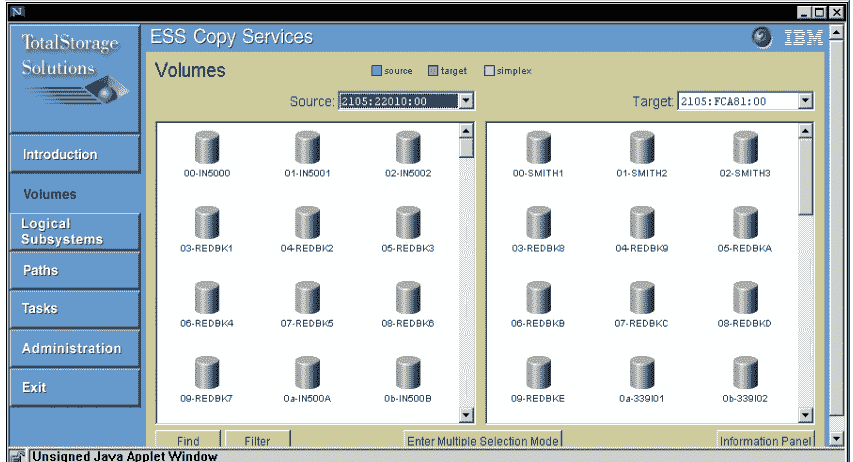 N
TotalStorage
Solutions
ESS Copy Services
IBM
Volumes
source target simplex
Source: 2105:22010:00
Target: 2105:FCA81:00
Introduction
Volumes
Logical
Subsystems
Paths
Tasks
Administration
Exit
00-IN5000 01-IN5001 02-IN5002
03-REDBK1 04-REDBK2 05-REDBK3
06-REDBK4 07-REDBK5 08-REDBK6
09-REDBK7 0a-IN500A 0b-IN500B
00-SMITH1 01-SMITH2 02-SMITH3
03-REDBK8 04-REDBK9 05-REDBKA
06-REDBKB 07-REDBKC 08-REDBKD
09-REDBKE 0a-339I01 0b-339I02
Find Filter Enter Multiple Selection Mode Information Panel
Unsigned Java Applet Window